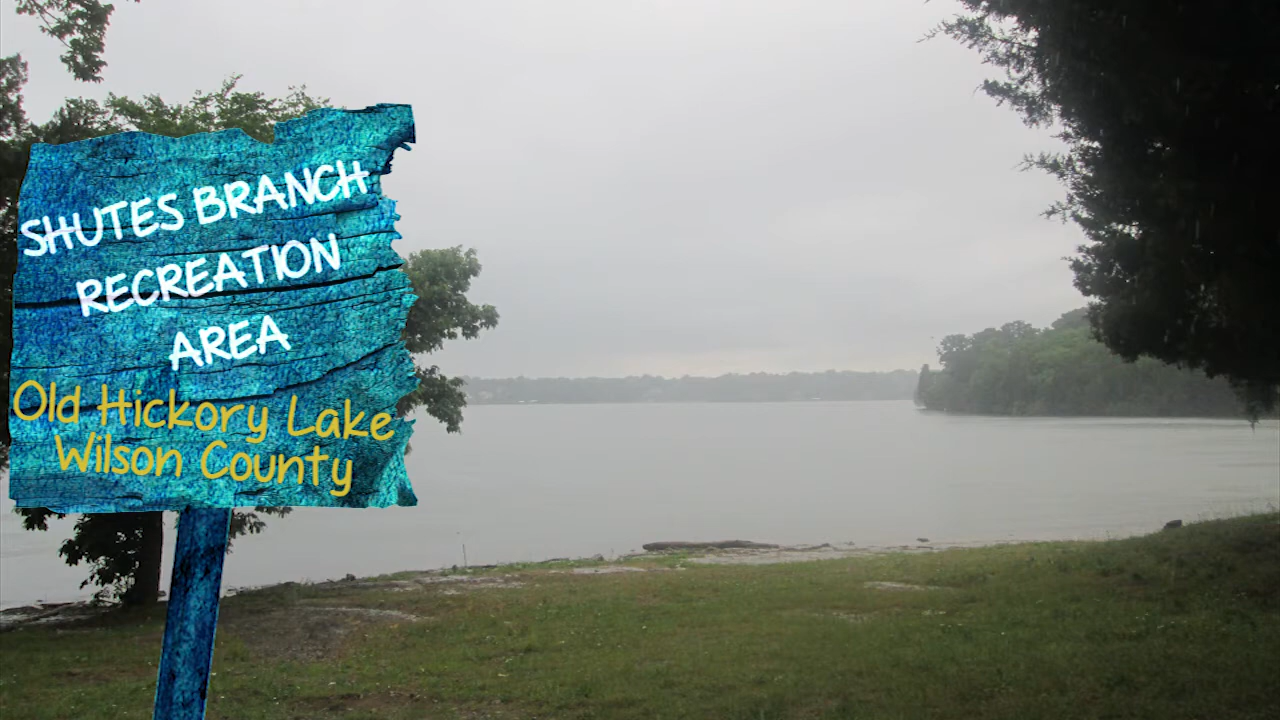 SHUTES BRANCH
RECREATION
AREA
Old Hickory Lake
Wilson County